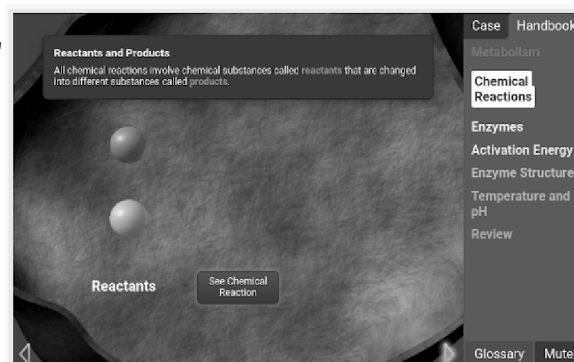 Case Handbook
Metabolism
Reactants and Products
All chemical reactions involve chemical substances called reactants that are changed
into different substances called products.
Chemical
Reactions
Enzymes
Activation Energy
Enzyme Structure
Temperature and
pH
Review
Reactants
See Chemical
Reaction
Glossary Mute